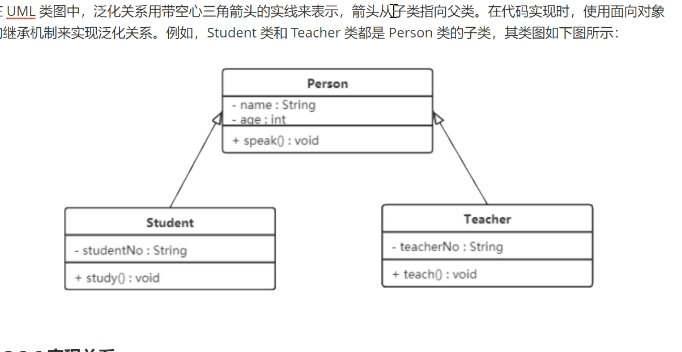 UML 类图中，泛化关系用带空心三角箭头的实线来表示，箭头从子类指向父类。在代码实现时，使用面向对象
继承机制来实现泛化关系。例如，Student 类和 Teacher 类都是 Person 类的子类，其类图如下图所示：
Person
- name : String
- age : int
+ speak() : void
Student
- studentNo : String
+ study() : void
Teacher
- teacherNo : String
+ teach() : void